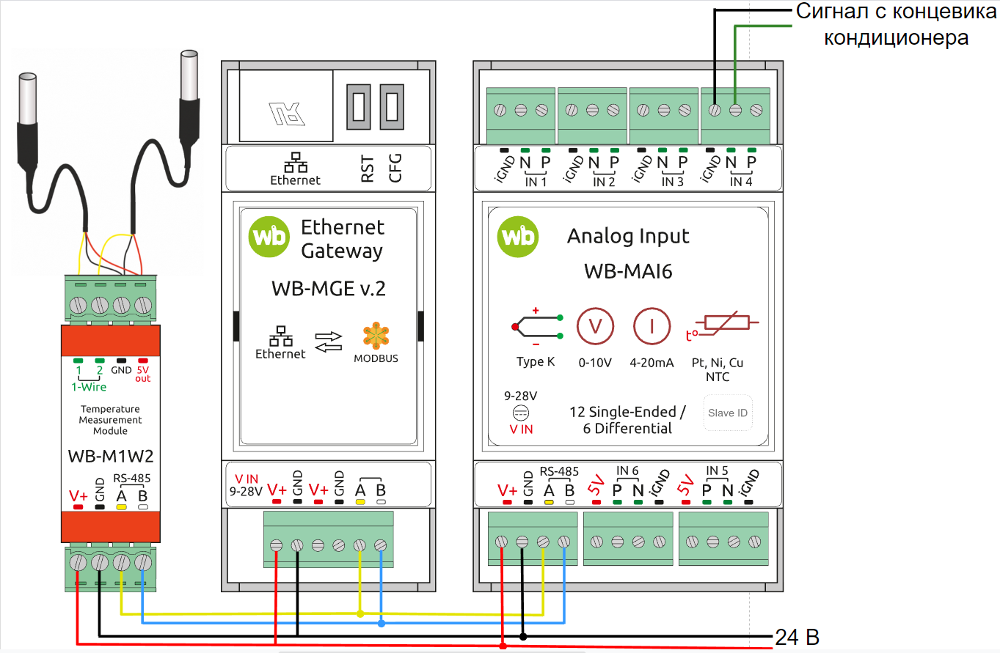 Сигнал с концевика
кондиционера
iGND N P iGND N P iGND N P iGND N P
IN 1 IN 2 IN 3 IN 4
Ethernet RST CFG
wb Ethernet
Gateway
WB-MGE v.2
Ethernet MODBUS
V IN
9-28V V+ GND V+ GND A B
wb Analog Input
WB-MAI6
+
V I
t°
–
Type K 0-10V 4-20mA Pt, Ni, Cu
NTC
9-28V
V IN
12 Single-Ended /
6 Differential
Slave ID
RS-485 IN 6 IN 5
V+ GND A B 5V P N iGND 5V P N iGND
1 2 GND 5V
out
1-Wire
Temperature
Measurement
Module
WB-M1W2
RS-485
V+ GND A B
24 В